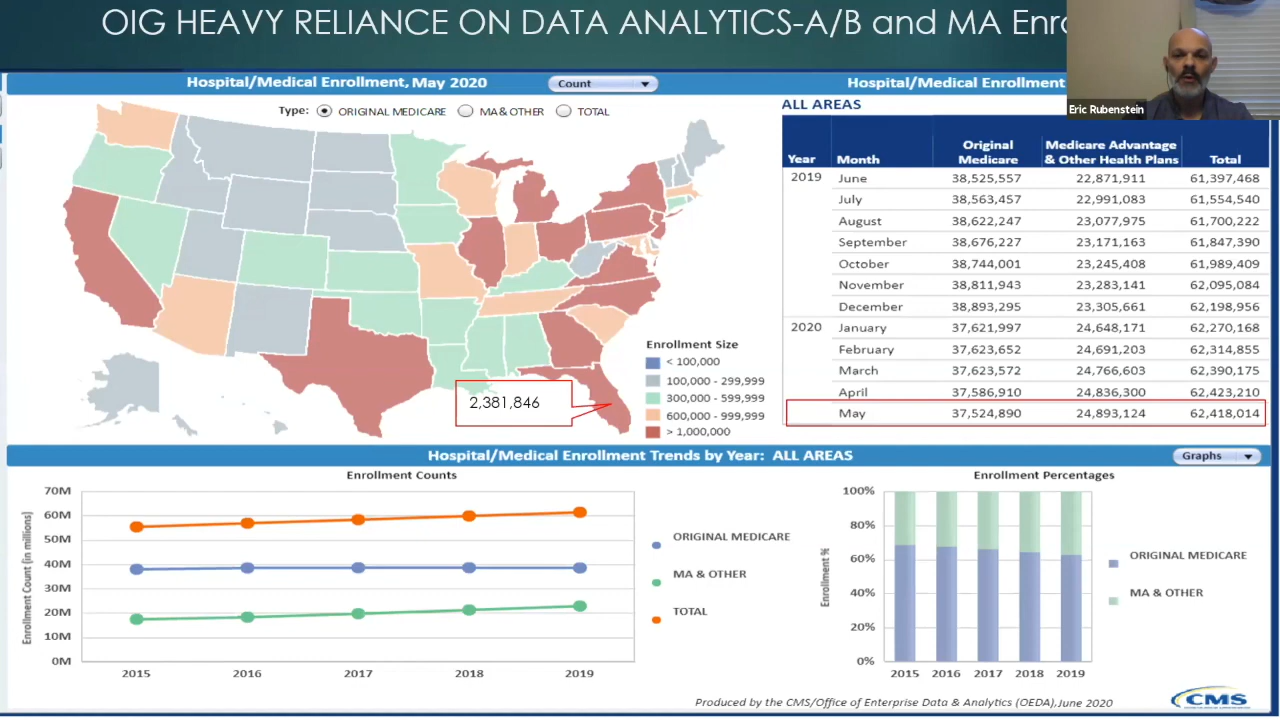 OIG HEAVY RELIANCE ON DATA ANALYTICS-A/B and MA Enro
Eric Rubenstein
Hospital/Medical Enrollment, May 2020
Count
Type: ORIGINAL MEDICARE MA & OTHER TOTAL
2,381,846
Enrollment Size
< 100,000
100,000 - 299,999
300,000 - 599,999
600,000 - 999,999
> 1,000,000
Hospital/Medical Enrollment
ALL AREAS
Year Month Original Medicare Medicare Advantage & Other Health Plans Total
2019 June 38,525,557 22,871,911 61,397,468
July 38,563,457 22,991,083 61,554,540
August 38,622,247 23,077,975 61,700,222
September 38,676,227 23,171,163 61,847,390
October 38,744,001 23,245,408 61,989,409
November 38,811,943 23,283,141 62,095,084
December 38,893,295 23,305,661 62,198,956
2020 January 37,621,997 24,648,171 62,270,168
February 37,623,652 24,691,203 62,314,855
March 37,623,572 24,766,603 62,390,175
April 37,586,910 24,836,300 62,423,210
May 37,524,890 24,893,124 62,418,014
Hospital/Medical Enrollment Trends by Year: ALL AREAS
Graphs
Enrollment Counts
Enrollment Count (in millions)
70M
60M
50M
40M
30M
20M
10M
0M
2015 2016 2017 2018 2019
ORIGINAL MEDICARE
MA & OTHER
TOTAL
Enrollment Percentages
Enrollment %
100%
80%
60%
40%
20%
0%
2015 2016 2017 2018 2019
ORIGINAL MEDICARE
MA & OTHER
Produced by the CMS/Office of Enterprise Data & Analytics (OEDA), June 2020
CMS